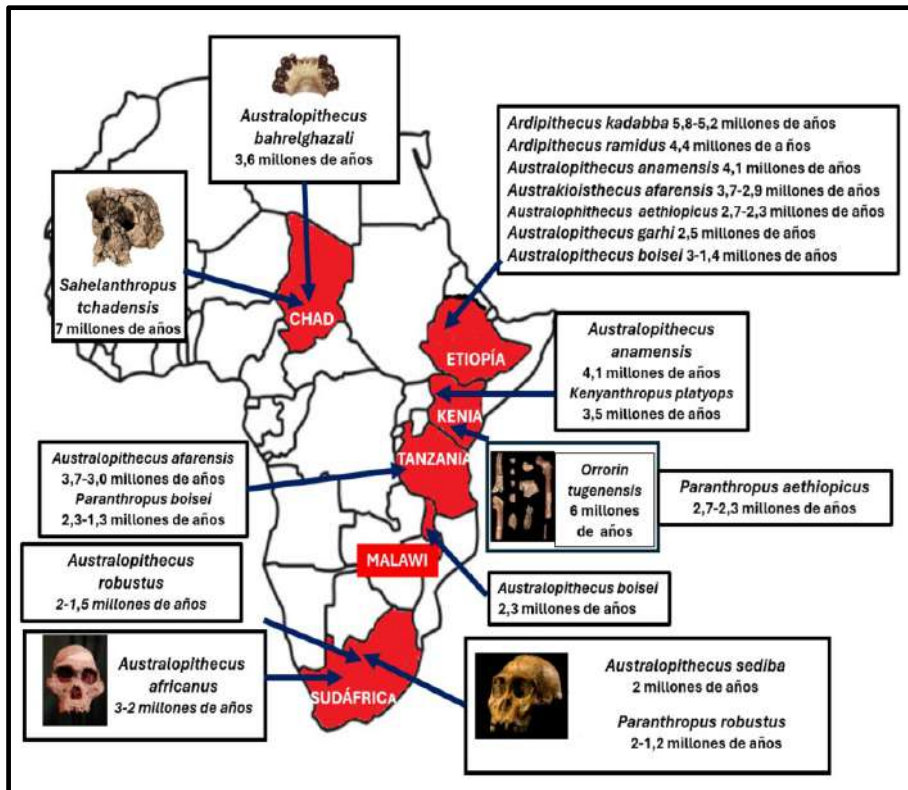 Australopithecus
bahrelghazali
3,6 millones de años
Sahelanthropus
tchadensis
7 millones de años
CHAD
Ardipithecus kadabba 5,8-5,2 millones de años
Ardipithecus ramidus 4,4 millones de a ños
Australopithecus anamensis 4,1 millones de años
Austrakioisthecus afarensis 3,7-2,9 millones de años
Australophithecus aethiopicus 2,7-2,3 millones de años
Australopithecus garhi 2,5 millones de años
Australopithecus boisei 3-1,4 millones de años
ETIOPÍA
Australopithecus
anamensis
4,1 millones de años
Kenyanthropus platyops
3,5 millones de años
KENIA
TANZANIA
Australopithecus afarensis
3,7-3,0 millones de años
Paranthropus boisei
2,3-1,3 millones de años
Orrorin
tugenensis
6 millones
de años
Paranthropus aethiopicus
2,7-2,3 millones de años
MALAWI
Australopithecus
robustus
2-1,5 millones de años
Australopithecus boisei
2,3 millones de años
Australopithecus
africanus
3-2 millones de años
SUDÁFRICA
Australopithecus sediba
2 millones de años
Paranthropus robustus
2-1,2 millones de años